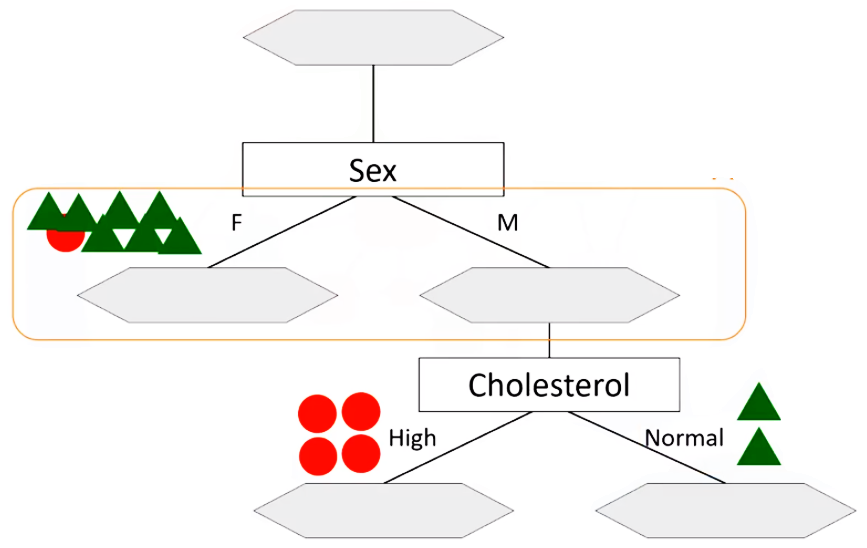 Sex
F
M
Cholesterol
High
Normal